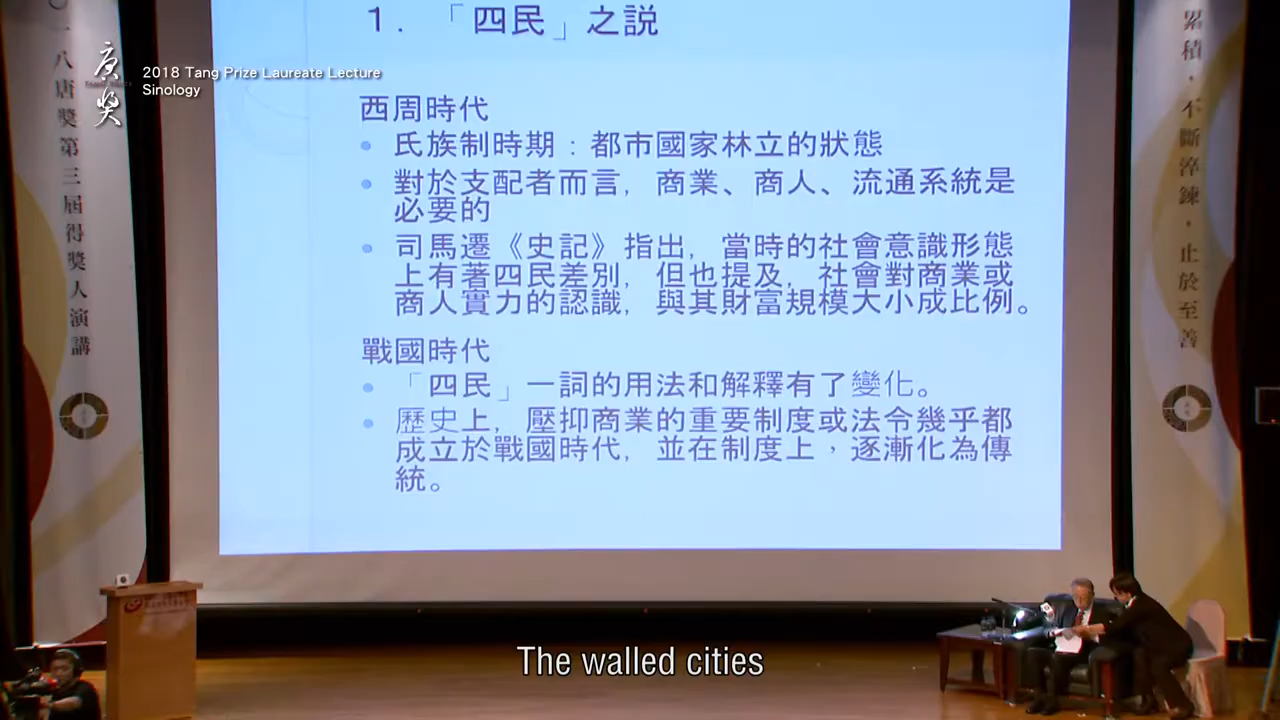 1. 「四民」之説
唐奬
2018 Tang Prize Laureate Lecture
Sinology
西周時代
• 氏族制時期：都市國家林立的狀態
• 對於支配者而言，商業、商人、流通系統是
必要的
• 司馬遷《史記》指出，當時的社會意識形態
上有著四民差別，但也提及，社會對商業或
商人實力的認識，與其財富規模大小成比例。
戰國時代
• 「四民」一詞的用法和解釋有了變化。
• 歷史上，壓抑商業的重要制度或法令幾乎都
成立於戰國時代，並在制度上，逐漸化為傳
統。
〇一八唐獎第三屆得獎人演講
累積，不斷淬鍊，止於至善
The walled cities